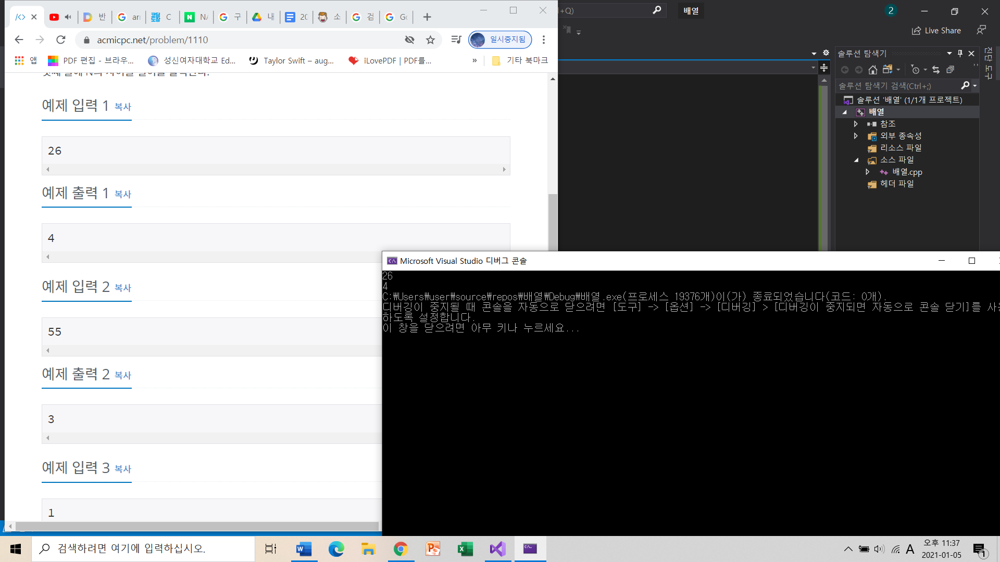 반
ar
C
NA
구
내
20
소
검
Go
acmicpc.net/problem/1110
일시중지됨
앱
PDF 편집 - 브라우...
성신여자대학교 Ed...
Taylor Swift – aug...
iLovePDF | PDF를...
»
기타 북마크
예제 입력 1 복사
26
예제 출력 1 복사
4
예제 입력 2 복사
55
예제 출력 2 복사
3
예제 입력 3 복사
1
+Q)
배열
2
Live Share
솔루션 탐색기
진단 도구
솔루션 탐색기 검색(Ctrl+;)
솔루션 '배열' (1/1개 프로젝트)
배열
참조
외부 종속성
리소스 파일
소스 파일
배열.cpp
헤더 파일
Microsoft Visual Studio 디버그 콘솔
26
4
C:₩Users₩user₩source₩repos₩배열₩Debug₩배열.exe(프로세스 19376개)이(가) 종료되었습니다(코드: 0개).
디버깅이 중지될 때 콘솔을 자동으로 닫으려면 [도구] -> [옵션] -> [디버깅] > [디버깅이 중지되면 자동으로 콘솔 닫기]를 사용
하도록 설정합니다.
이 창을 닫으려면 아무 키나 누르세요...
검색하려면 여기에 입력하십시오.
A
오후 11:37
2021-01-05
1